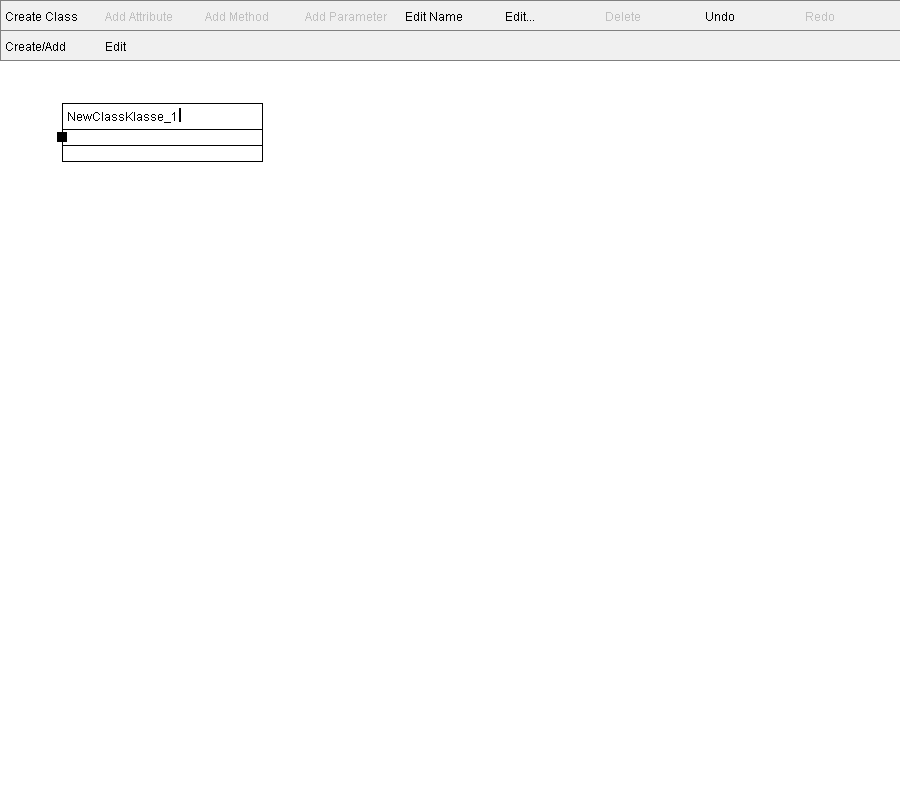 Create Class Add Attribute Add Method Add Parameter Edit Name Edit... Delete Undo Redo
Create/Add Edit
NewClassKlasse_1